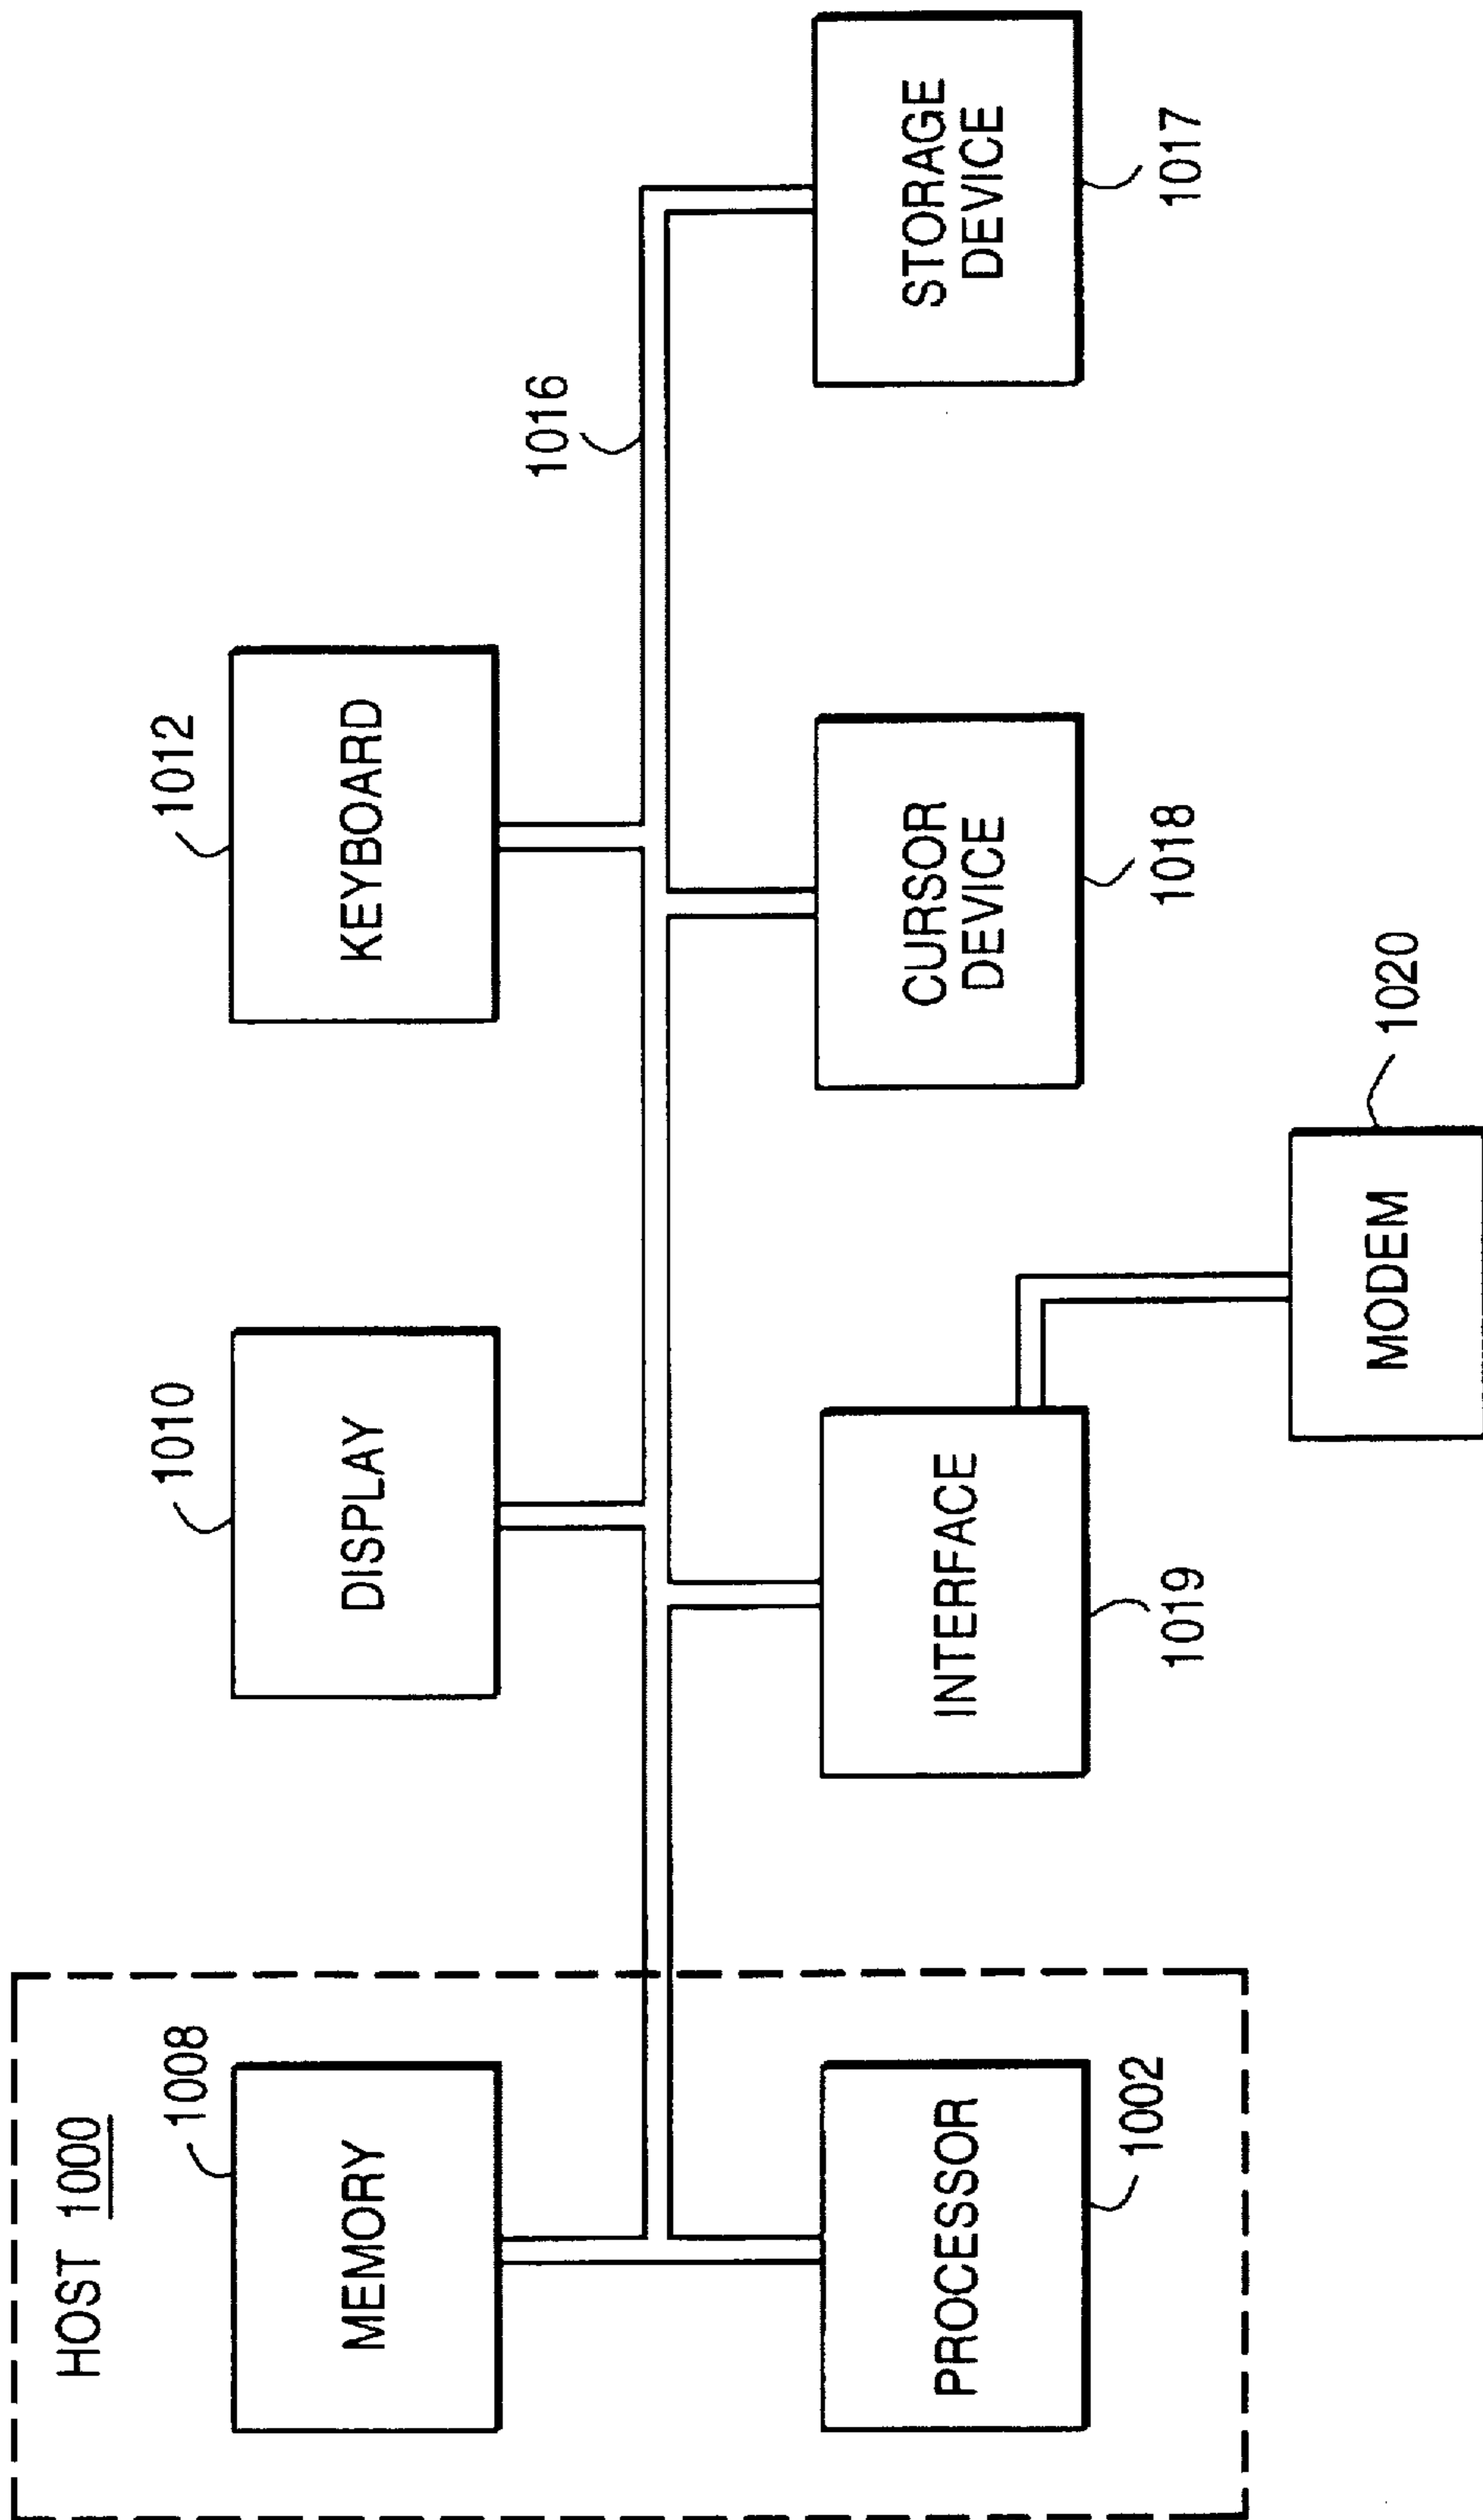 HOST 1000
1008
MEMORY
PROCESSOR
1002
1010
DISPLAY
INTERFACE
1019
MODEM
1020
1012
KEYBOARD
CURSOR
DEVICE
1018
1016
STORAGE
DEVICE
1017